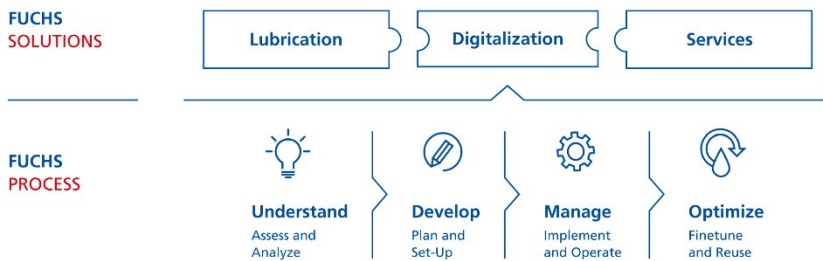 FUCHS
SOLUTIONS
Lubrication
Digitalization
Services
FUCHS
PROCESS
Understand
Assess and
Analyze
Develop
Plan and
Set-Up
Manage
Implement
and Operate
Optimize
Finetune
and Reuse